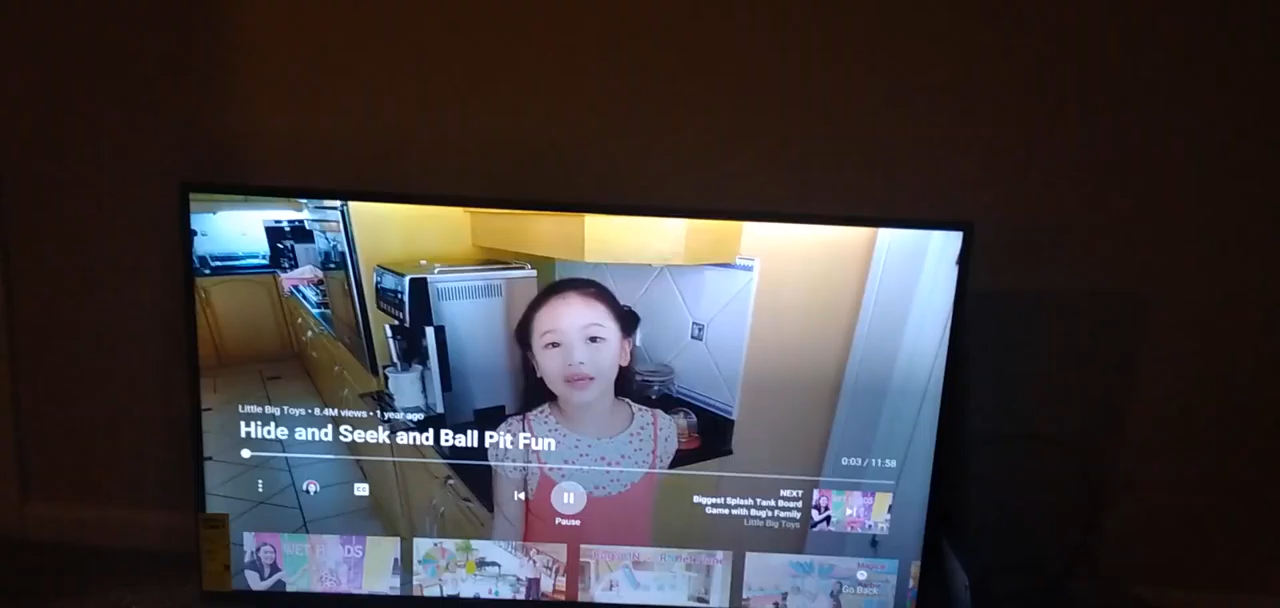 Little Big Toys • 8.4M views • 1 year ago
Hide and Seek and Ball Pit Fun
0:03 / 11:58
CC
Pause
NEXT
Biggest Splash Tank Board
Game with Bug's Family
Little Big Toys
WET
Go Back